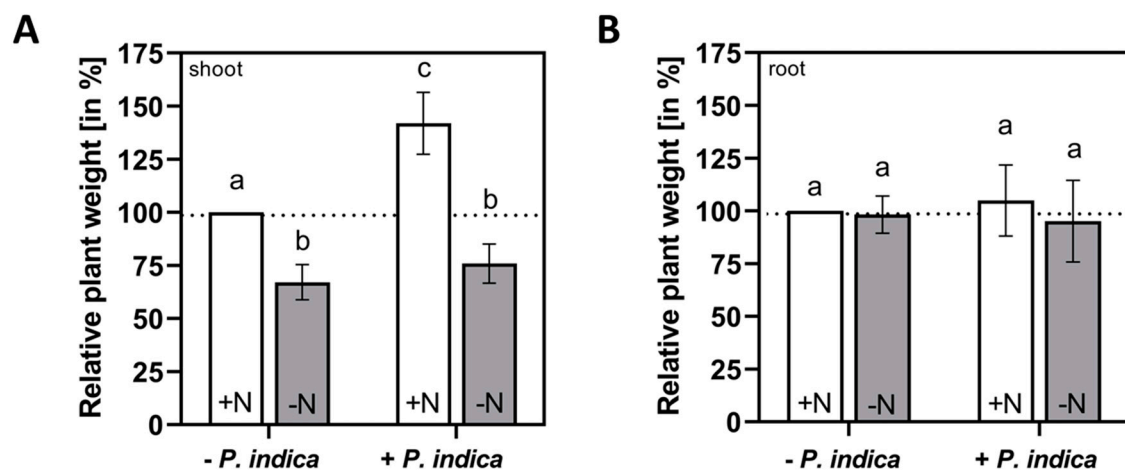 A
Relative plant weight [in %]
175
150
125
100
75
50
25
0
shoot
a
b
c
b
+N
-N
+N
-N
- P. indica
+ P. indica
B
Relative plant weight [in %]
175
150
125
100
75
50
25
0
root
a
a
a
a
+N
-N
+N
-N
- P. indica
+ P. indica